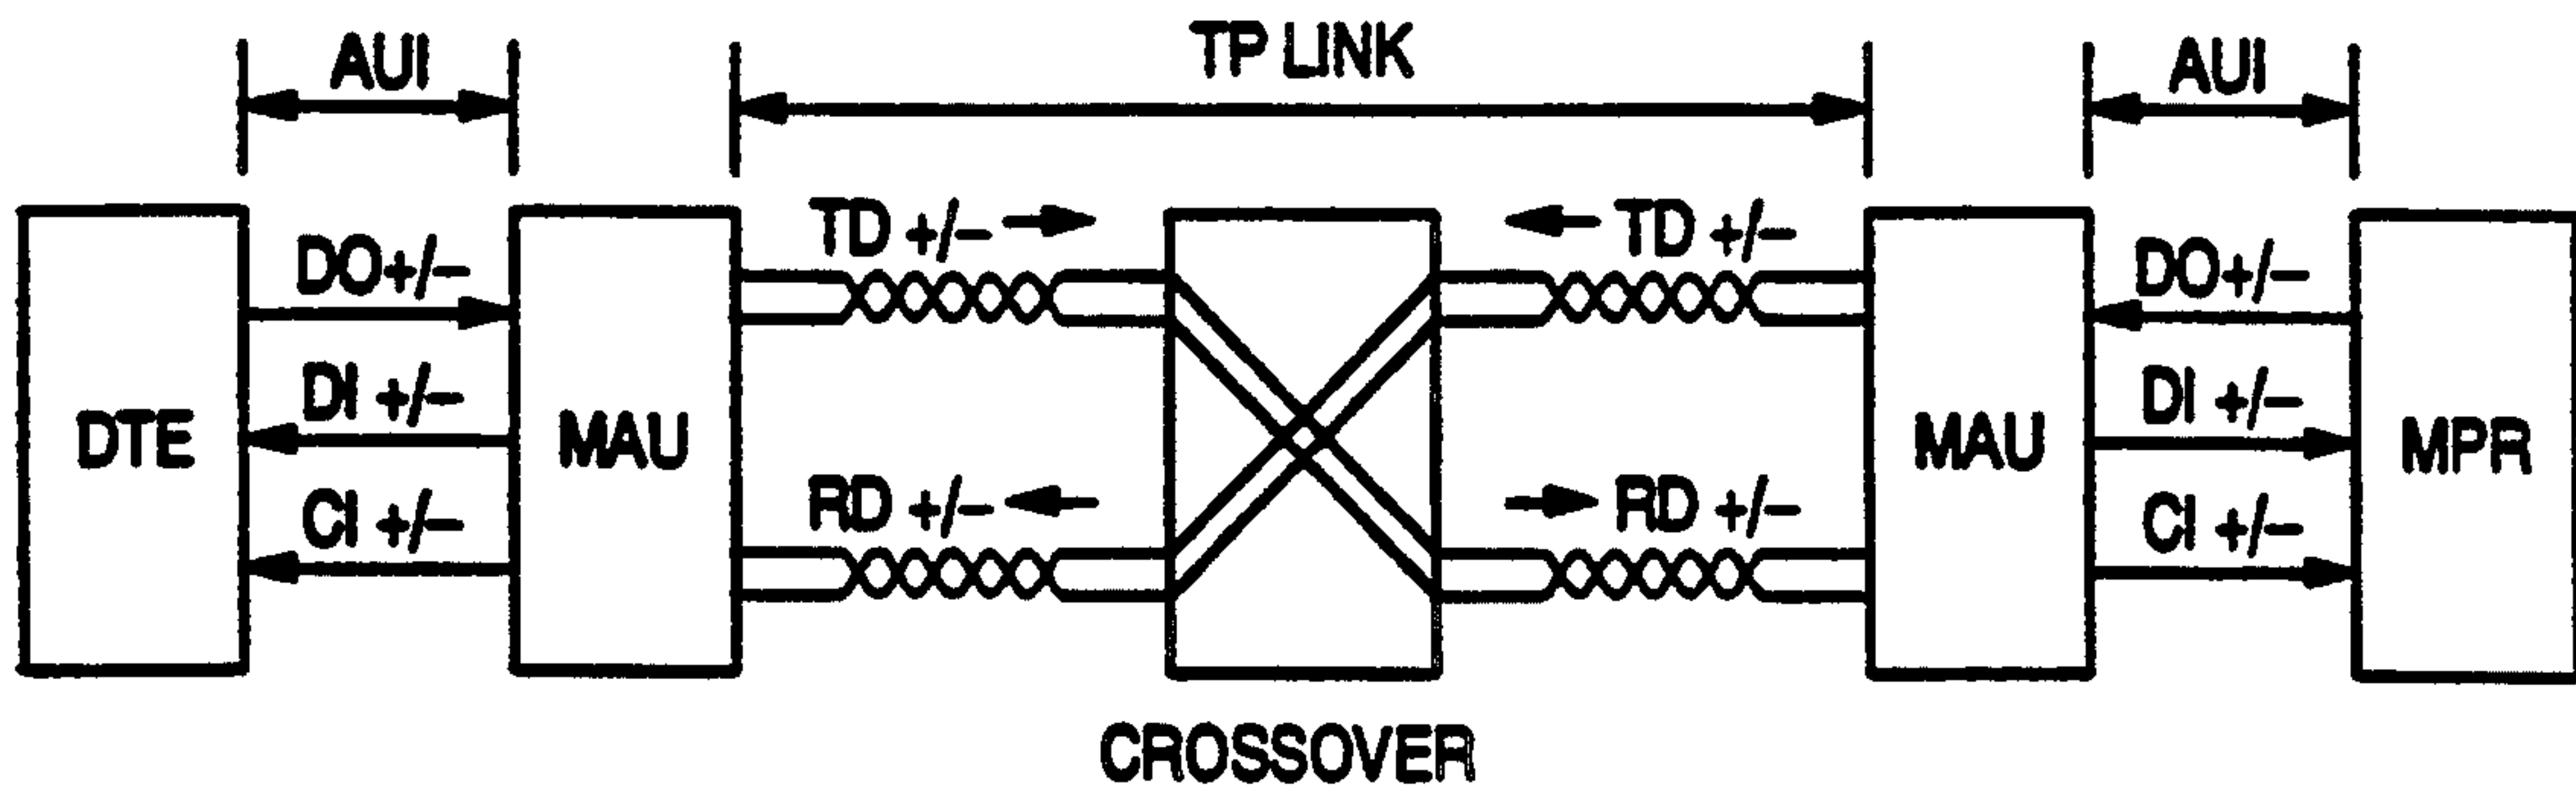 AUI
TP LINK
AUI
TD +/–
TD +/–
DO+/–
DO+/–
DI +/–
DI +/–
DTE
MAU
MAU
MPR
RD +/–
RD +/–
CI +/–
CI +/–
CROSSOVER